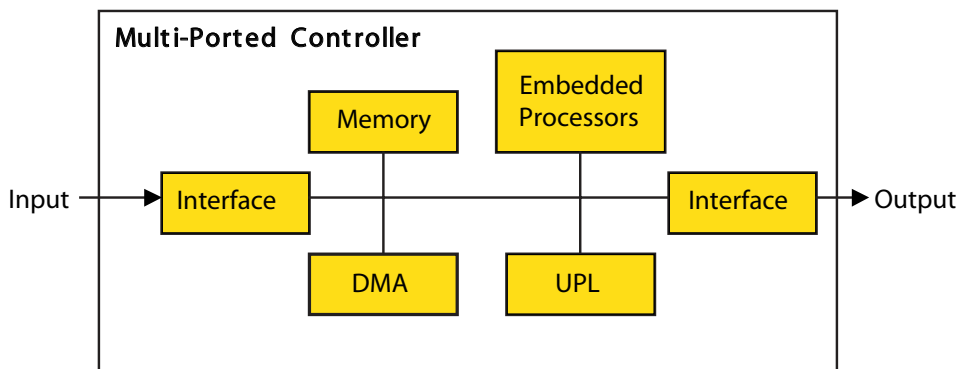 Multi-Ported Controller
Embedded
Processors
Memory
Input
Interface
Interface
Output
DMA
UPL